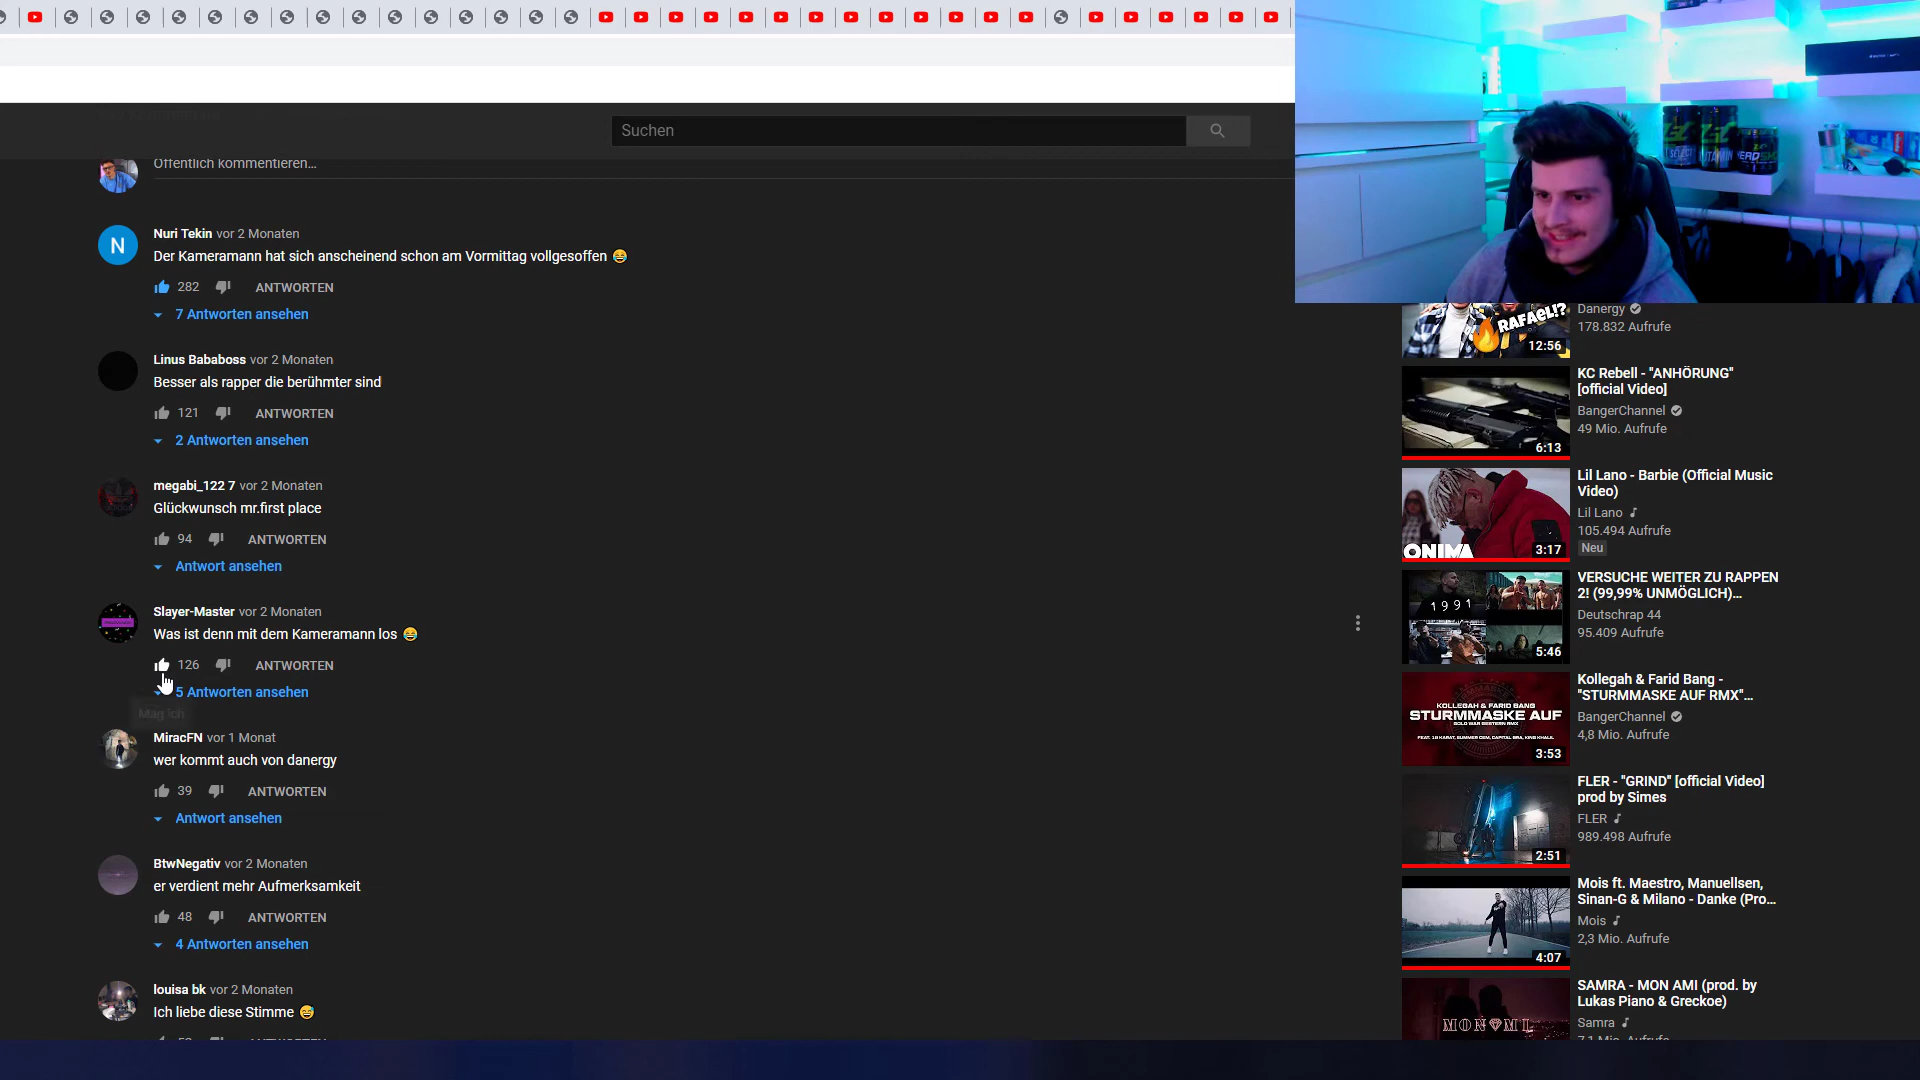 Suchen
Öffentlich kommentieren...
N
Nuri Tekin vor 2 Monaten
Der Kameramann hat sich anscheinend schon am Vormittag vollgesoffen 😂
282 ANTWORTEN
7 Antworten ansehen
Linus Bababoss vor 2 Monaten
Besser als rapper die berühmter sind
121 ANTWORTEN
2 Antworten ansehen
megabi_122 7 vor 2 Monaten
Glückwunsch mr.first place
94 ANTWORTEN
Antwort ansehen
Slayer-Master vor 2 Monaten
Was ist denn mit dem Kameramann los 😂
126 ANTWORTEN
5 Antworten ansehen
Mag ich
MiracFN vor 1 Monat
wer kommt auch von danergy
39 ANTWORTEN
Antwort ansehen
BtwNegativ vor 2 Monaten
er verdient mehr Aufmerksamkeit
48 ANTWORTEN
4 Antworten ansehen
louisa bk vor 2 Monaten
Ich liebe diese Stimme 😅
RAFAEL!?
12:56
Danergy
178.832 Aufrufe
6:13
KC Rebell - "ANHÖRUNG"
[official Video]
BangerChannel
49 Mio. Aufrufe
ONIMA
3:17
Lil Lano - Barbie (Official Music
Video)
Lil Lano
105.494 Aufrufe
Neu
1991
5:46
VERSUCHE WEITER ZU RAPPEN
2! (99,99% UNMÖGLICH)...
Deutschrap 44
95.409 Aufrufe
KOLLEGAH & FARID BANG
STURMMASKE AUF
3:53
Kollegah & Farid Bang -
"STURMMASKE AUF RMX"...
BangerChannel
4,8 Mio. Aufrufe
2:51
FLER - "GRIND" [official Video]
prod by Simes
FLER
989.498 Aufrufe
4:07
Mois ft. Maestro, Manuellsen,
Sinan-G & Milano - Danke (Pro...
Mois
2,3 Mio. Aufrufe
MON AMI
SAMRA - MON AMI (prod. by
Lukas Piano & Greckoe)
Samra
7,1 Mio. Aufrufe